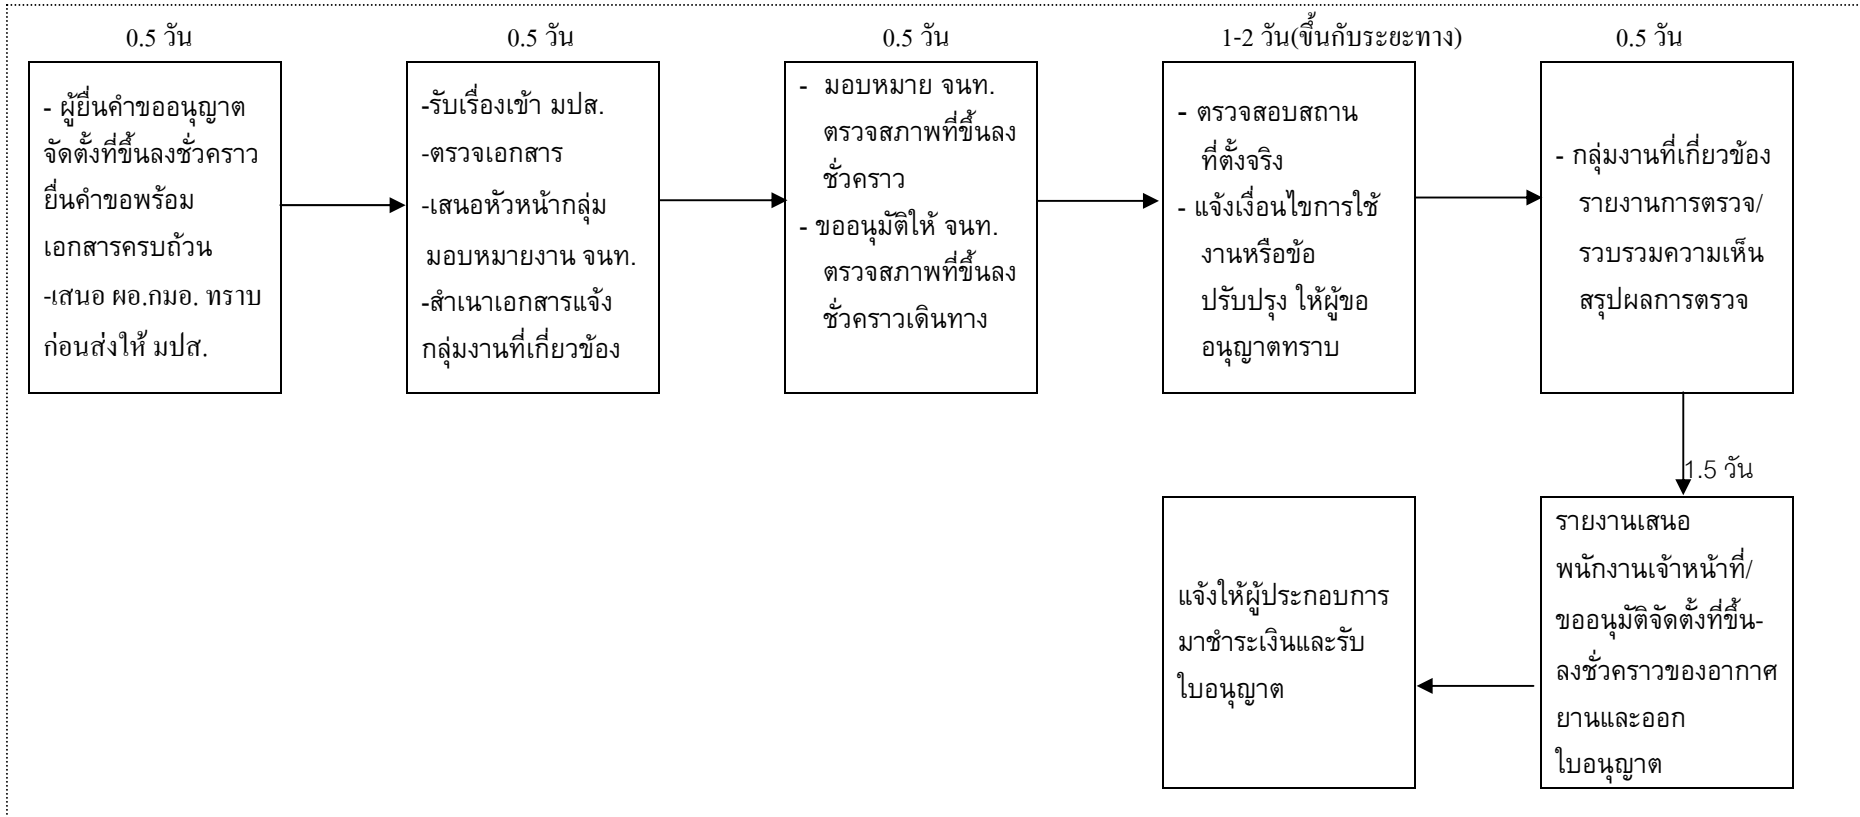 0.5 วัน
- ผู้ยื่นคำขออนุญาต
จัดตั้งที่ขึ้นลงชั่วคราว
ยื่นคำขอพร้อม
เอกสารครบถ้วน
-เสนอ ผอ.กมอ. ทราบ
ก่อนส่งให้ มปส.
0.5 วัน
-รับเรื่องเข้า มปส.
-ตรวจเอกสาร
-เสนอหัวหน้ากลุ่ม
มอบหมายงาน จนท.
-สำเนาเอกสารแจ้ง
กลุ่มงานที่เกี่ยวข้อง
0.5 วัน
- มอบหมาย จนท.
ตรวจสภาพที่ขึ้นลง
ชั่วคราว
- ขออนุมัติให้ จนท.
ตรวจสภาพที่ขึ้นลง
ชั่วคราวเดินทาง
1-2 วัน(ขึ้นกับระยะทาง)
- ตรวจสอบสถาน
ที่ตั้งจริง
- แจ้งเงื่อนไขการใช้
งานหรือข้อ
ปรับปรุง ให้ผู้ขอ
อนุญาตทราบ
0.5 วัน
- กลุ่มงานที่เกี่ยวข้อง
รายงานการตรวจ/
รวบรวมความเห็น
สรุปผลการตรวจ
1.5 วัน
รายงานเสนอ
พนักงานเจ้าหน้าที่/
ขออนุมัติจัดตั้งที่ขึ้น-
ลงชั่วคราวของอากาศ
ยานและออก
ใบอนุญาต
แจ้งให้ผู้ประกอบการ
มาชำระเงินและรับ
ใบอนุญาต